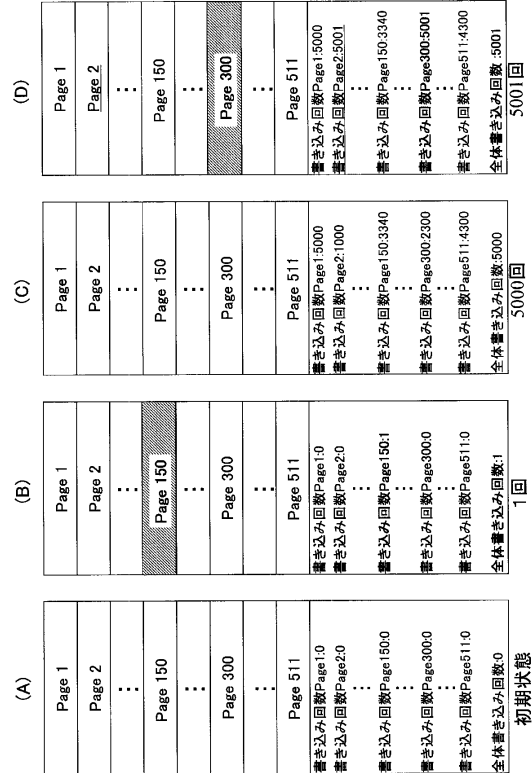 (A)
Page 1
Page 2
⋮
Page 150
⋮
Page 300
⋮
Page 511
書き込み回数Page1:0
書き込み回数Page2:0
⋮
書き込み回数Page150:0
⋮
書き込み回数Page300:0
⋮
書き込み回数Page511:0
全体書き込み回数:0
初期状態
(B)
Page 1
Page 2
⋮
Page 150
⋮
Page 300
⋮
Page 511
書き込み回数Page1:0
書き込み回数Page2:0
⋮
書き込み回数Page150:1
⋮
書き込み回数Page300:0
⋮
書き込み回数Page511:0
全体書き込み回数:1
1回
(C)
Page 1
Page 2
⋮
Page 150
⋮
Page 300
⋮
Page 511
書き込み回数Page1:5000
書き込み回数Page2:1000
⋮
書き込み回数Page150:3340
⋮
書き込み回数Page300:2300
⋮
書き込み回数Page511:4300
全体書き込み回数:5000
5000回
(D)
Page 1
Page 2
⋮
Page 150
⋮
Page 300
⋮
Page 511
書き込み回数Page1:5000
書き込み回数Page2:5001
⋮
書き込み回数Page150:3340
⋮
書き込み回数Page300:5001
⋮
書き込み回数Page511:4300
全体書き込み回数:5001
5001回